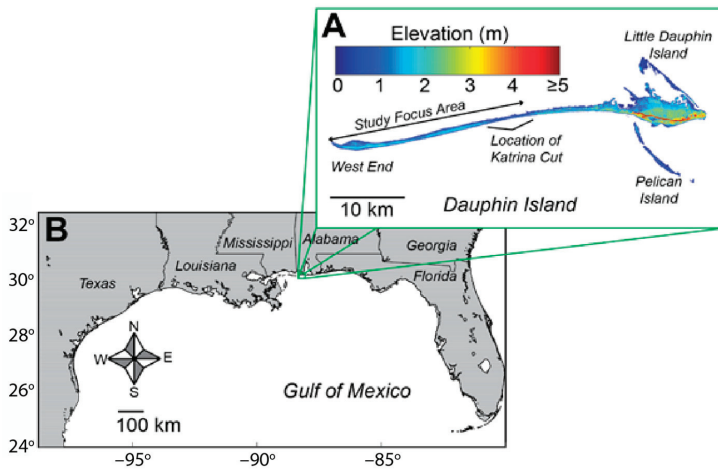 A
Elevation (m)
0 1 2 3 4 ≥5
Little Dauphin
Island
Study Focus Area
West End
Location of
Katrina Cut
Pelican
Island
10 km
Dauphin Island
B
32°
30°
28°
26°
24°
Mississippi
Alabama
Georgia
Louisiana
Texas
Florida
N
W
E
S
100 km
Gulf of Mexico
−95° −90° −85°